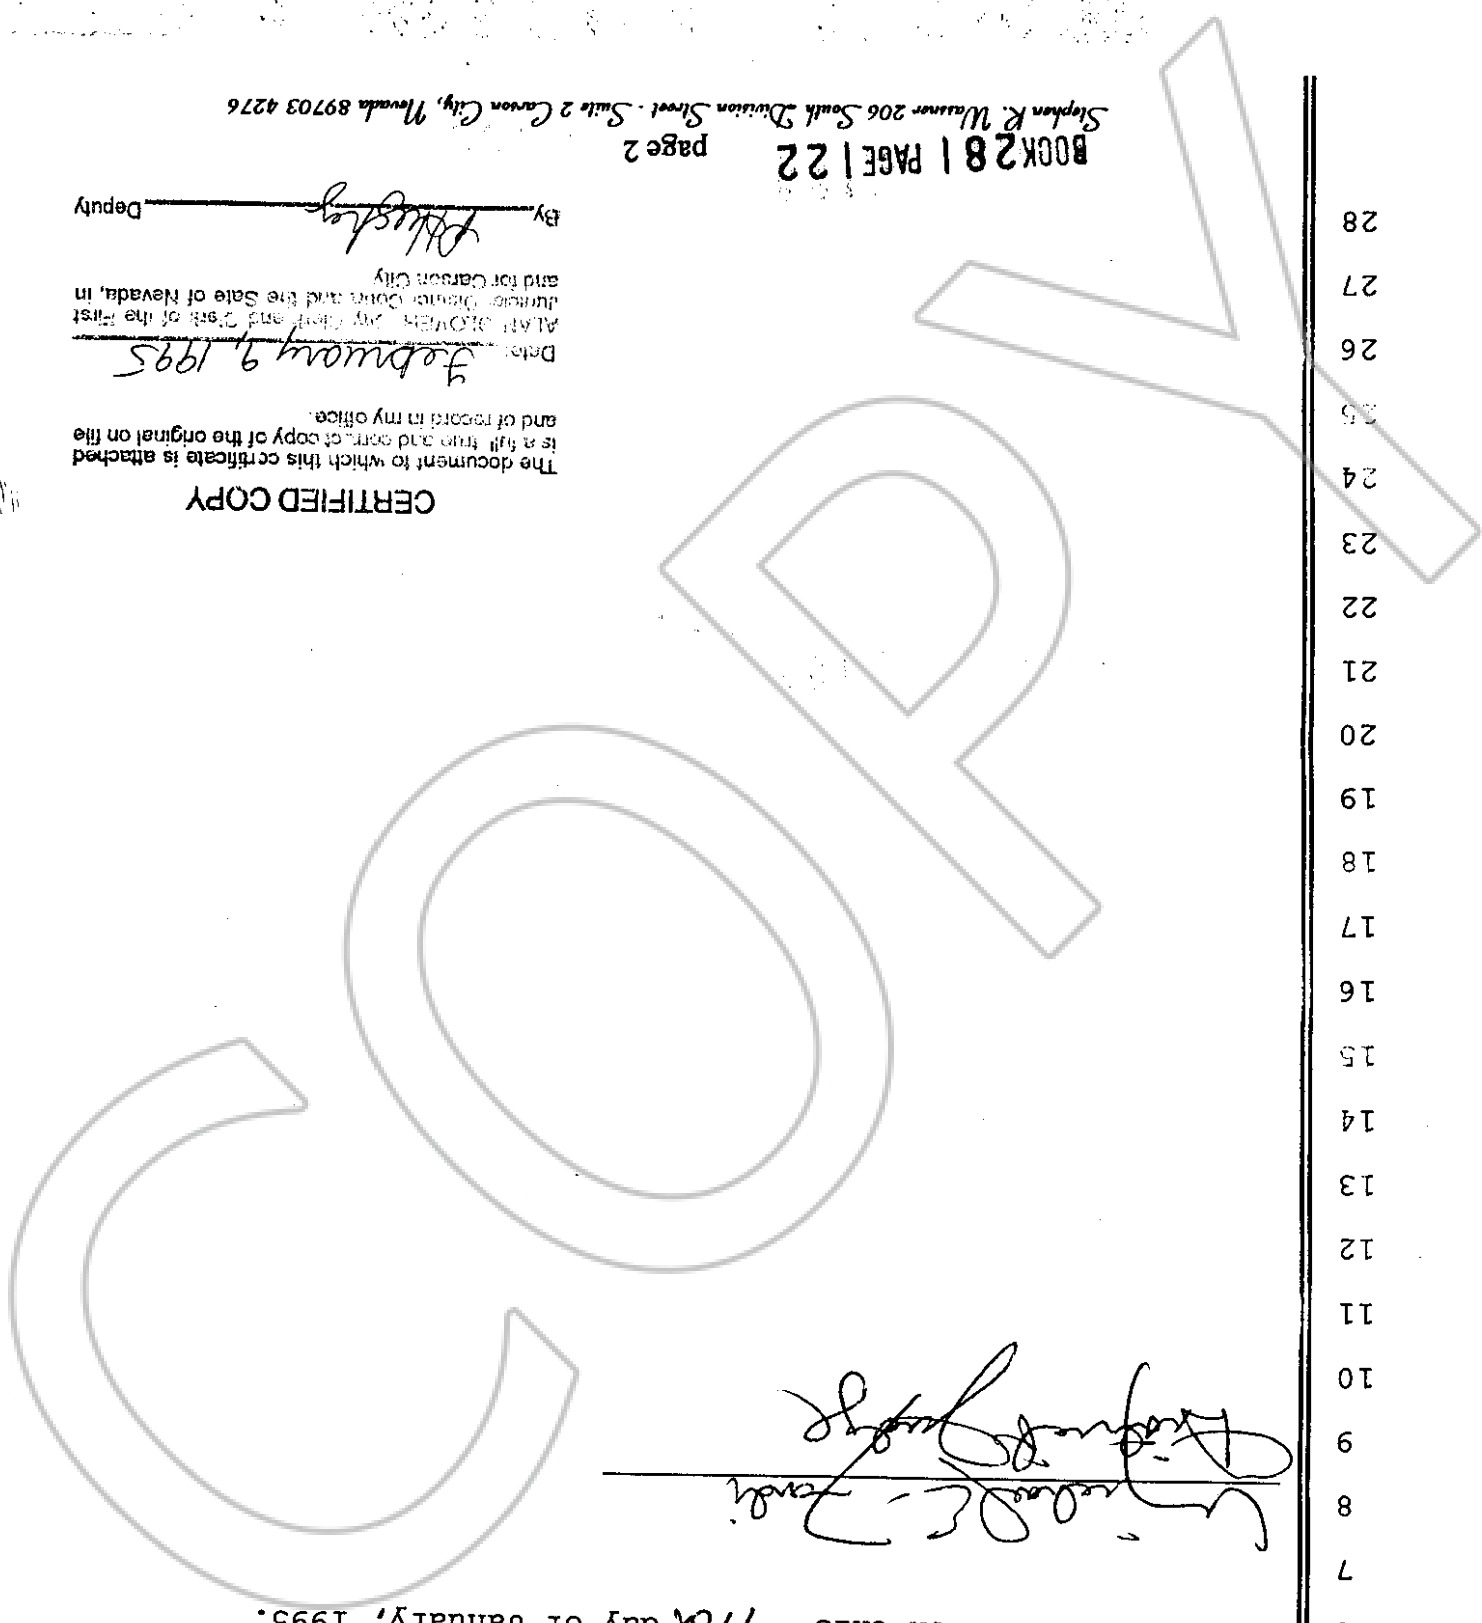 day of January, 1995.
7
8
District Judge
9
10
11
12
13
14
15
16
17
18
19
20
21
22
23
24
25
26
27
28
CERTIFIED COPY
The document to which this certificate is attached
is a full, true and correct copy of the original on file
and of record in my office.
Date: February 9, 1995
ALAN GLOVER City Clerk and Clerk of the First
Judicial District Court and the State of Nevada, in
and for Carson City
By Deputy
BOOK 281 PAGE 122
page 2
Stephen R. Wassner 206 South Division Street - Suite 2 Carson City, Nevada 89703 4276
COPY